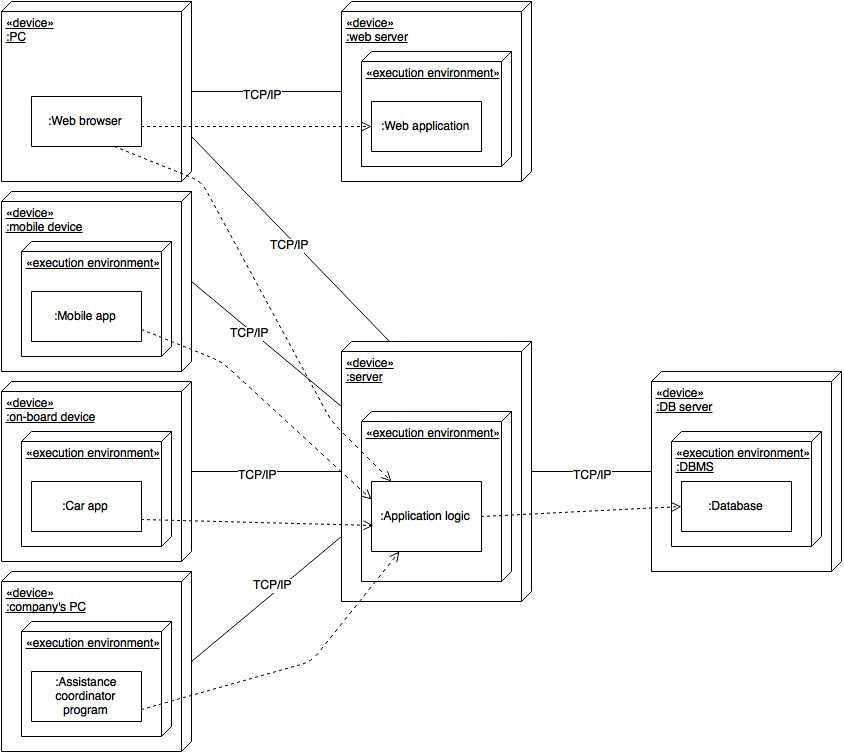 «device»
:PC
:Web browser
TCP/IP
«device»
:web server
«execution environment»
:Web application
«device»
:mobile device
«execution environment»
:Mobile app
TCP/IP
TCP/IP
«device»
:on-board device
«execution environment»
:Car app
TCP/IP
«device»
:server
«execution environment»
:Application logic
TCP/IP
«device»
:DB server
«execution environment»
:DBMS
:Database
«device»
:company's PC
«execution environment»
:Assistance
coordinator
program
TCP/IP